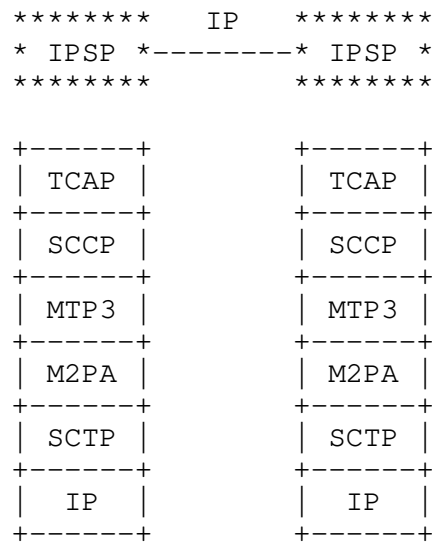 ********   IP   ********
* IPSP *--------* IPSP *
********        ********

+------+        +------+
| TCAP |        | TCAP |
+------+        +------+
| SCCP |        | SCCP |
+------+        +------+
| MTP3 |        | MTP3 |
+------+        +------+
| M2PA |        | M2PA |
+------+        +------+
| SCTP |        | SCTP |
+------+        +------+
|  IP  |        |  IP  |
+------+        +------+